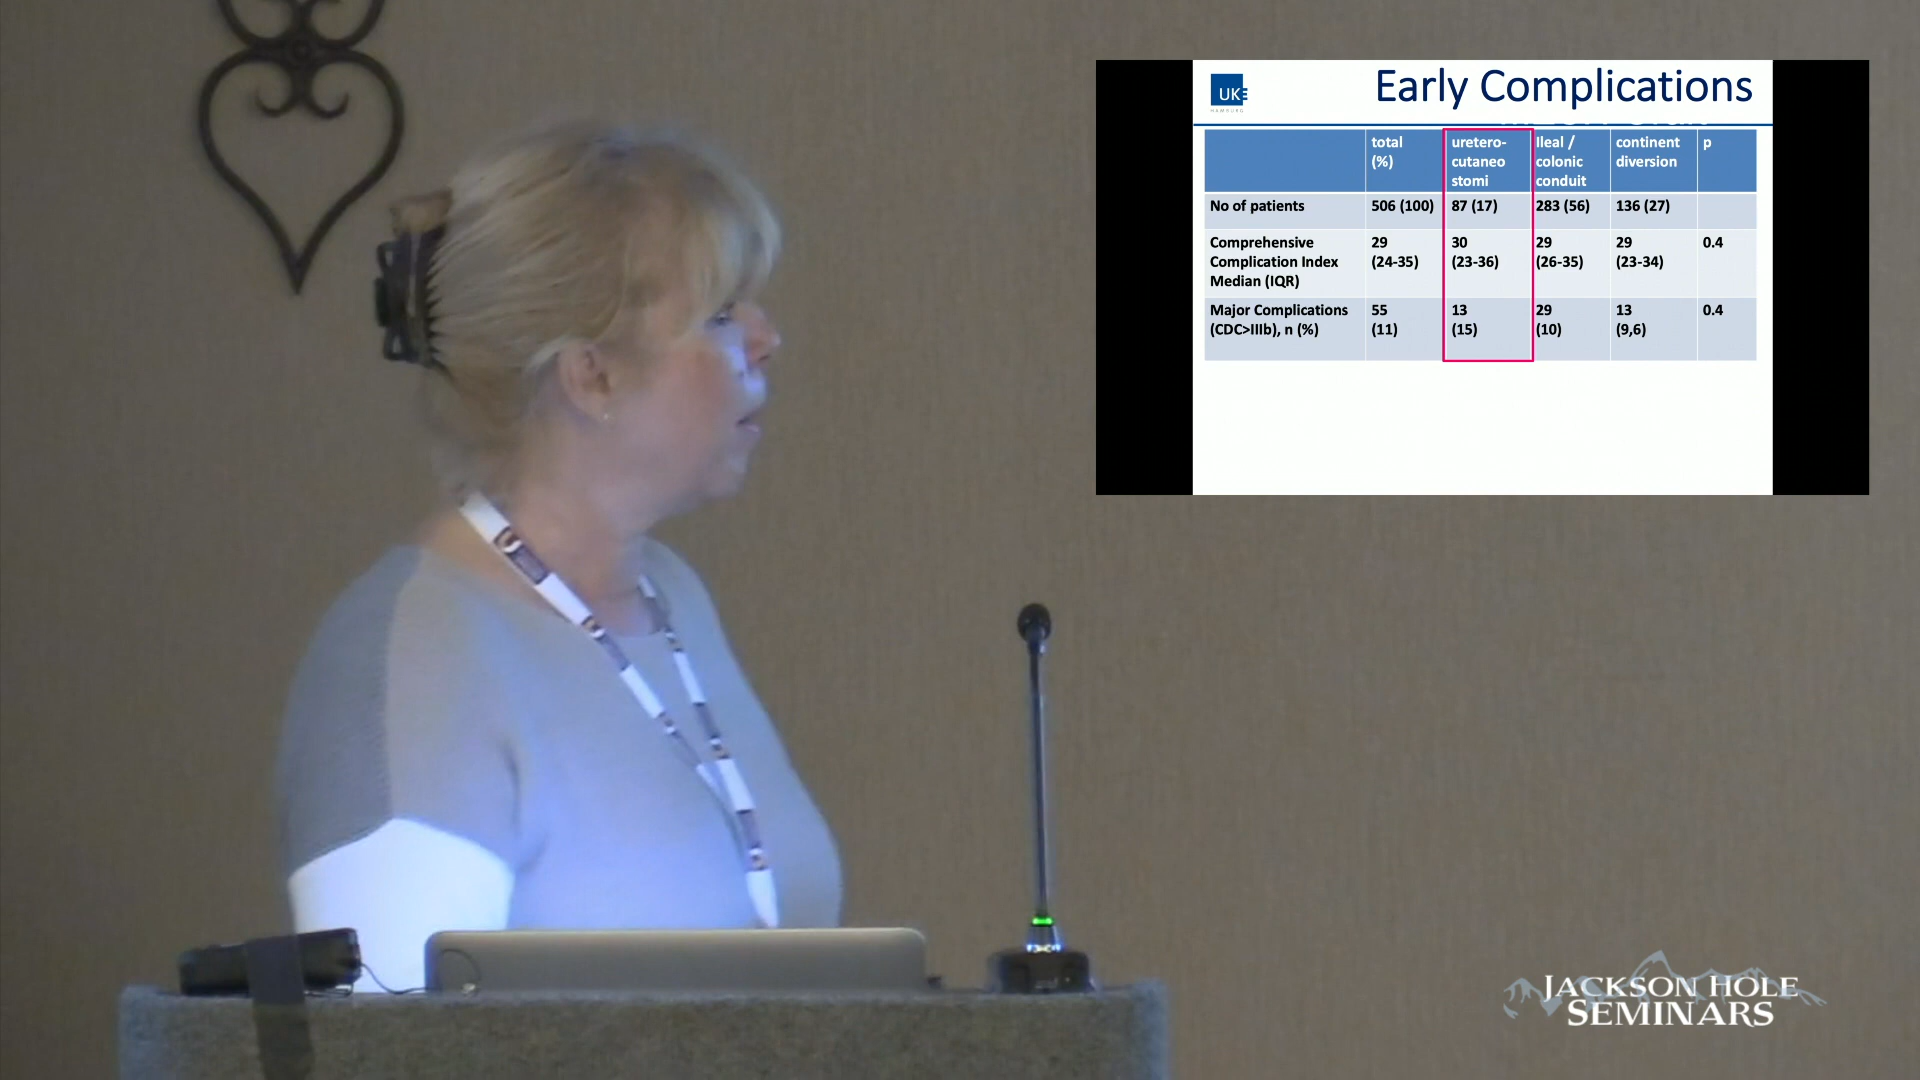 UKE
HAMBURG
Early Complications
total (%)
uretero-cutaneo stomi
Ileal / colonic conduit
continent diversion
p
No of patients
506 (100)
87 (17)
283 (56)
136 (27)
Comprehensive Complication Index Median (IQR)
29 (24-35)
30 (23-36)
29 (26-35)
29 (23-34)
0.4
Major Complications (CDC>IIIb), n (%)
55 (11)
13 (15)
29 (10)
13 (9,6)
0.4
JACKSON HOLE
SEMINARS